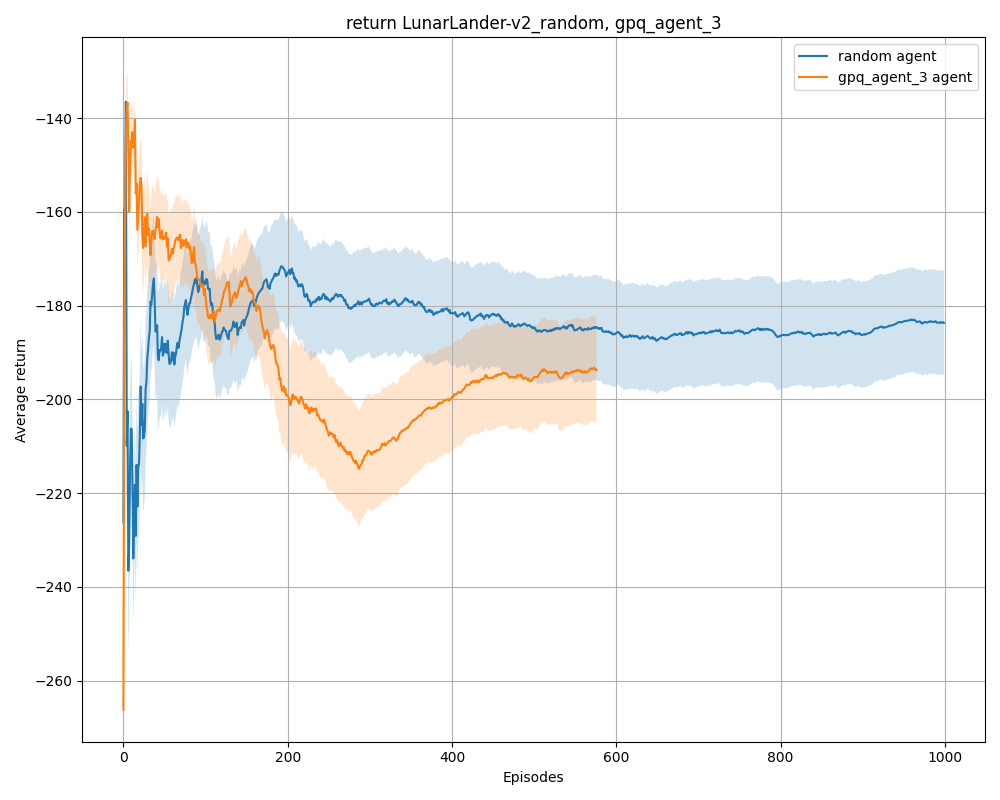 return LunarLander-v2_random, gpq_agent_3
random agent
gpq_agent_3 agent
−140
−160
−180
−200
−220
−240
−260
Average return
0 200 400 600 800 1000
Episodes